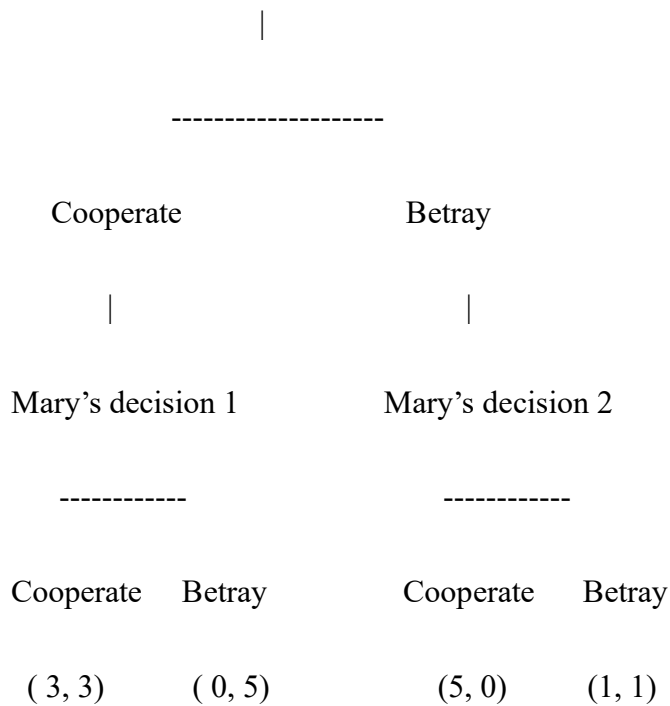 |
--------------------
Cooperate Betray
| |
Mary’s decision 1 Mary’s decision 2
------------ ------------
Cooperate Betray Cooperate Betray
( 3, 3) ( 0, 5) (5, 0) (1, 1)